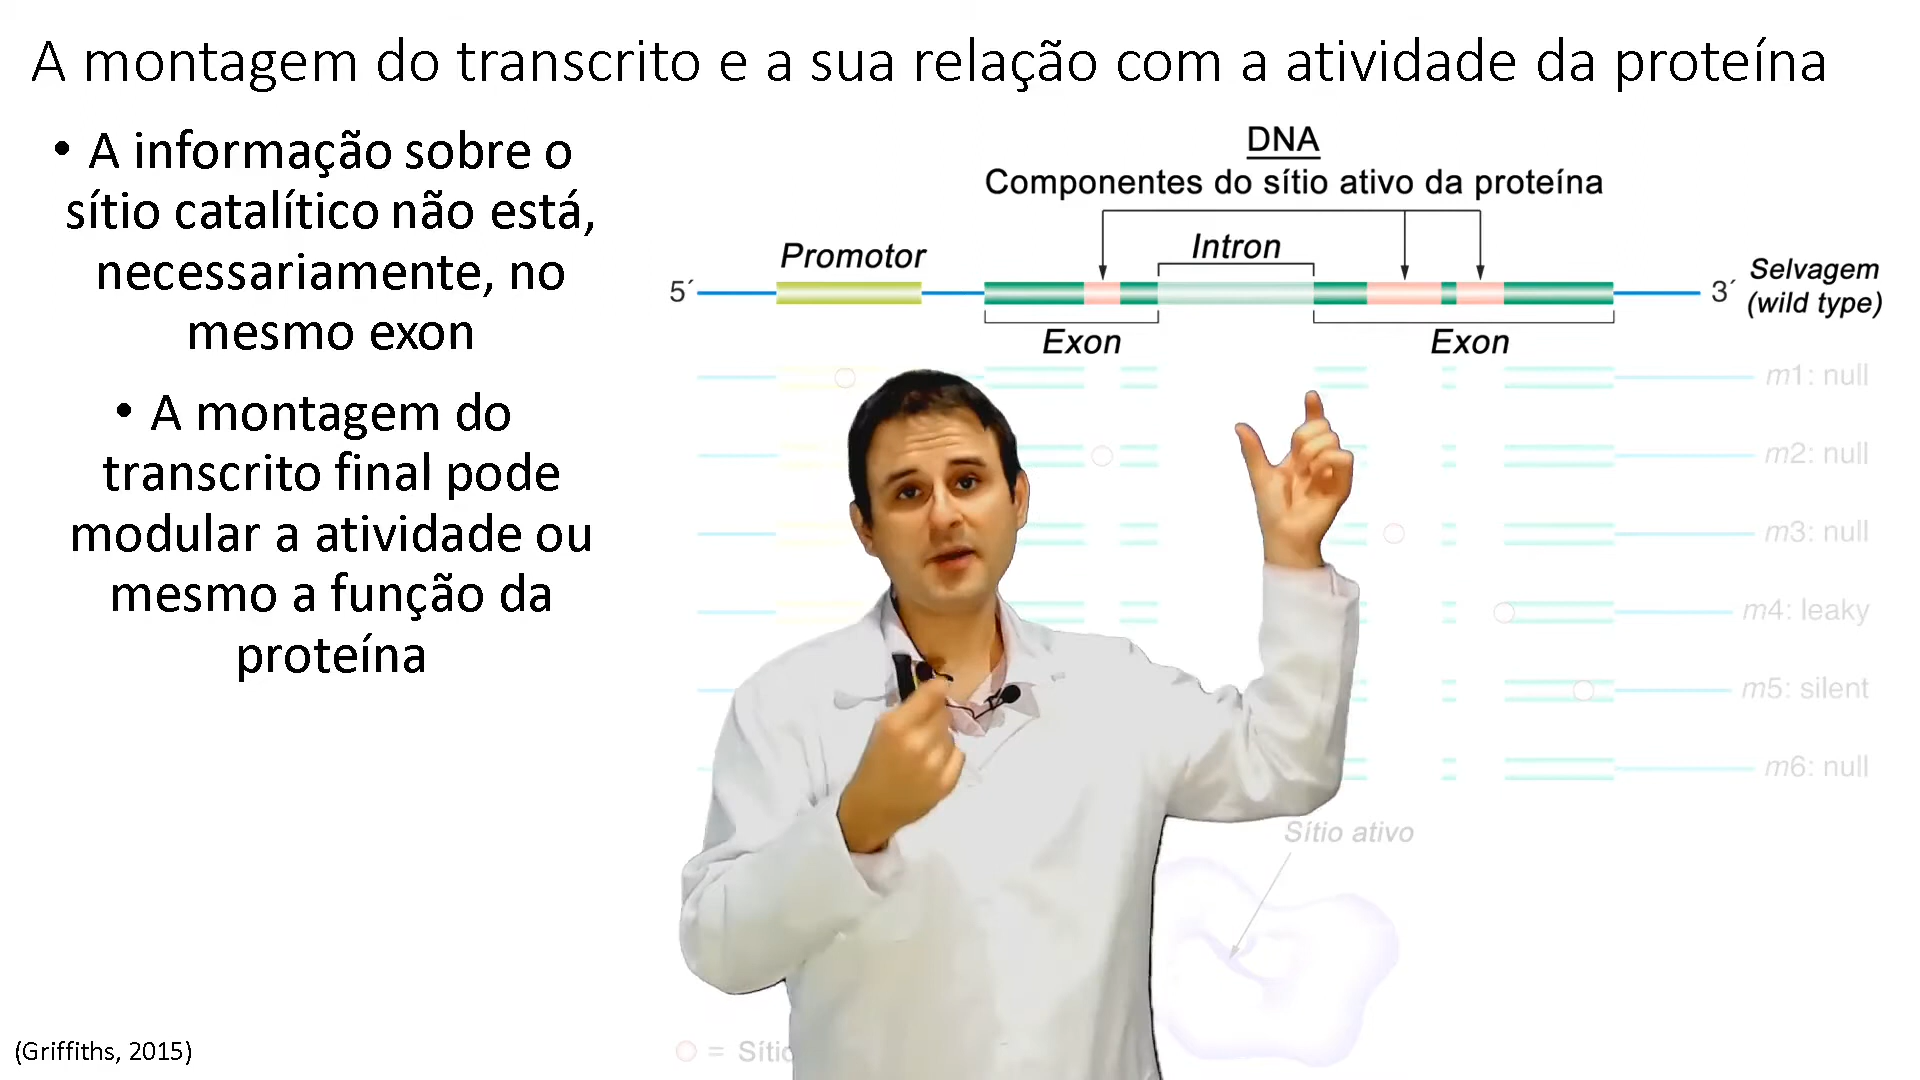 A montagem do transcrito e a sua relação com a atividade da proteína
• A informação sobre o
sítio catalítico não está,
necessariamente, no
mesmo exon
• A montagem do
transcrito final pode
modular a atividade ou
mesmo a função da
proteína
DNA
Componentes do sítio ativo da proteína
Promotor
Intron
5´
3´
Selvagem
(wild type)
Exon
Exon
m1: null
m2: null
m3: null
m4: leaky
m5: silent
m6: null
Sítio ativo
= Síti
(Griffiths, 2015)